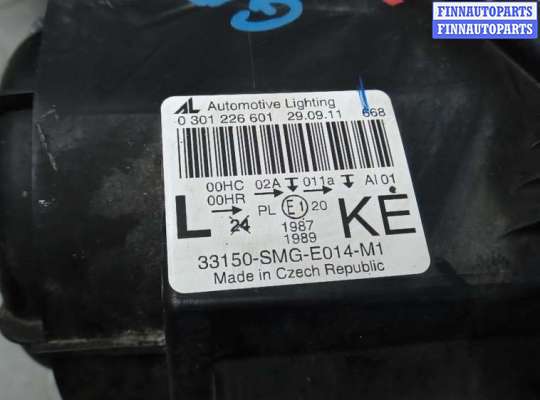 FINNAUTOPARTS
FINNAUTOPARTS
AL Automotive Lighting
0 301 226 601 29.09.11 668
00HC 02A 011a AI 01
00HR
PL E1 20
L 24 KE
1987
1989
33150-SMG-E014-M1
Made in Czech Republic